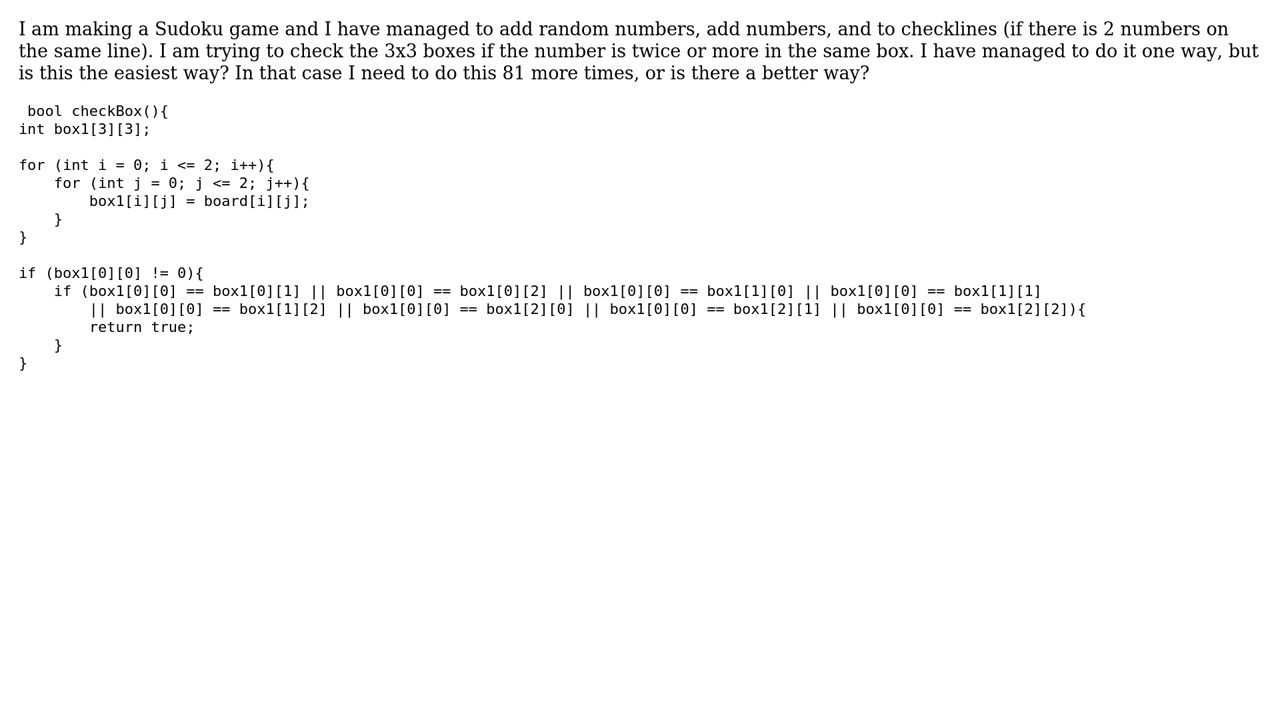 I am making a Sudoku game and I have managed to add random numbers, add numbers, and to checklines (if there is 2 numbers on
the same line). I am trying to check the 3x3 boxes if the number is twice or more in the same box. I have managed to do it one way, but
is this the easiest way? In that case I need to do this 81 more times, or is there a better way?
 bool checkBox(){
int box1[3][3];
for (int i = 0; i <= 2; i++){
    for (int j = 0; j <= 2; j++){
        box1[i][j] = board[i][j];
    }
}
if (box1[0][0] != 0){
    if (box1[0][0] == box1[0][1] || box1[0][0] == box1[0][2] || box1[0][0] == box1[1][0] || box1[0][0] == box1[1][1]
        || box1[0][0] == box1[1][2] || box1[0][0] == box1[2][0] || box1[0][0] == box1[2][1] || box1[0][0] == box1[2][2]){
        return true;
    }
}